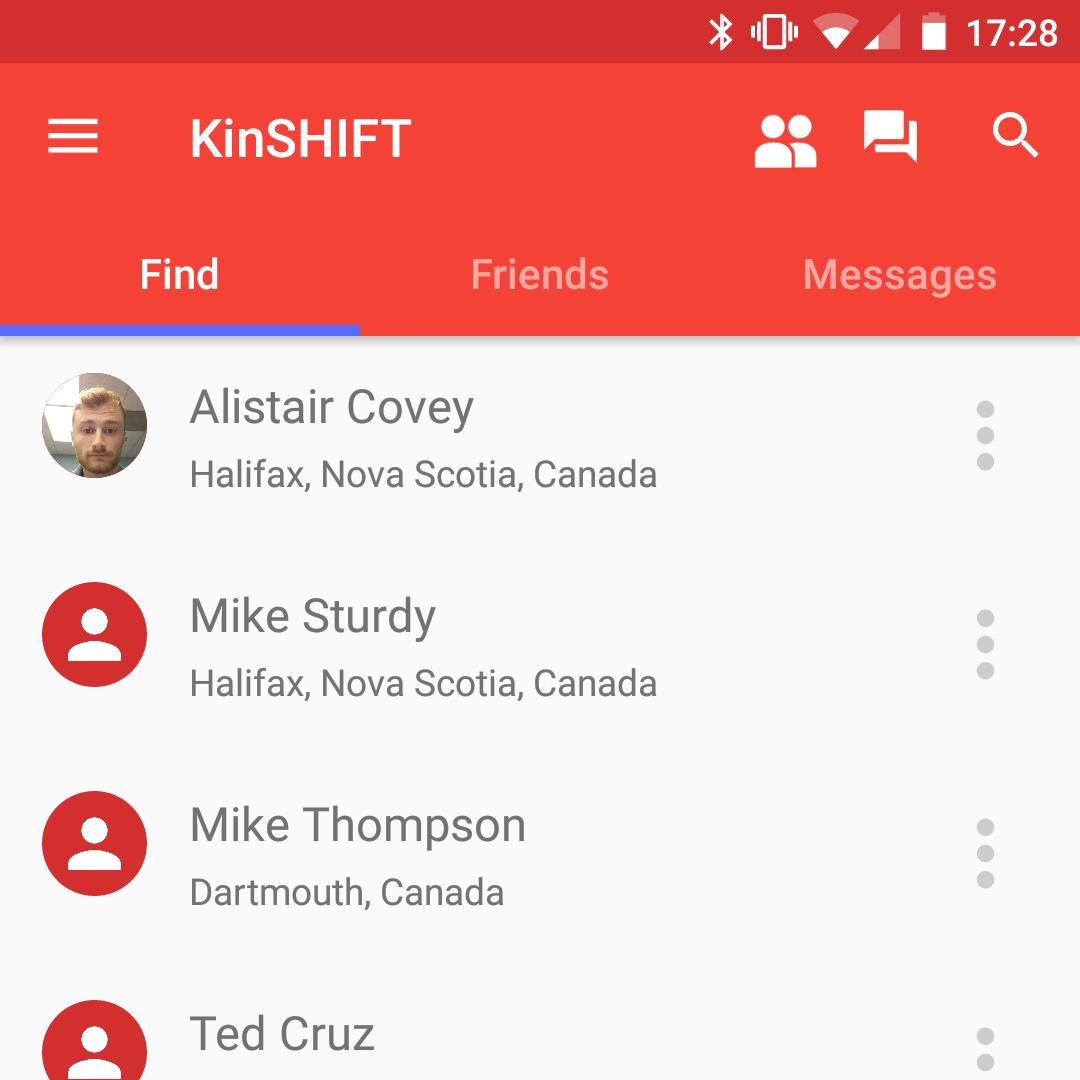 17:28
KinSHIFT
Find Friends Messages
Alistair Covey
Halifax, Nova Scotia, Canada
Mike Sturdy
Halifax, Nova Scotia, Canada
Mike Thompson
Dartmouth, Canada
Ted Cruz